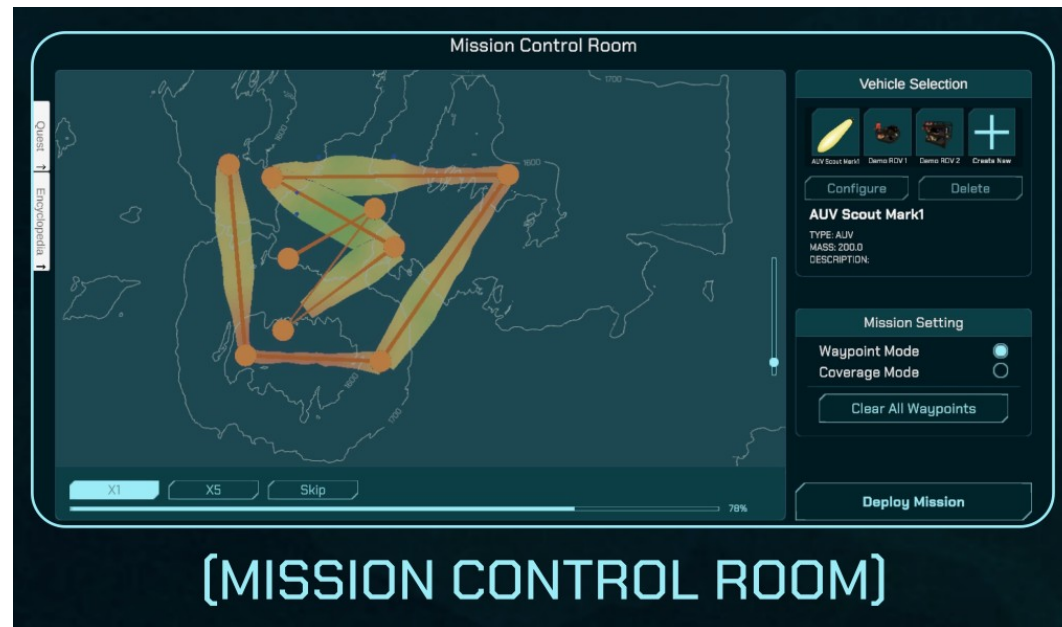 Mission Control Room
Quest ↑
Encyclopedia ↑
1700
1600
1600
1600
1700
X1
X5
Skip
78%
Vehicle Selection
AUV Scout Mark1
Demo ROV 1
Demo ROV 2
Create New
Configure
Delete
AUV Scout Mark1
TYPE: AUV
MASS: 200.0
DESCRIPTION:
Mission Setting
Waypoint Mode
Coverage Mode
Clear All Waypoints
Deploy Mission
[MISSION CONTROL ROOM]